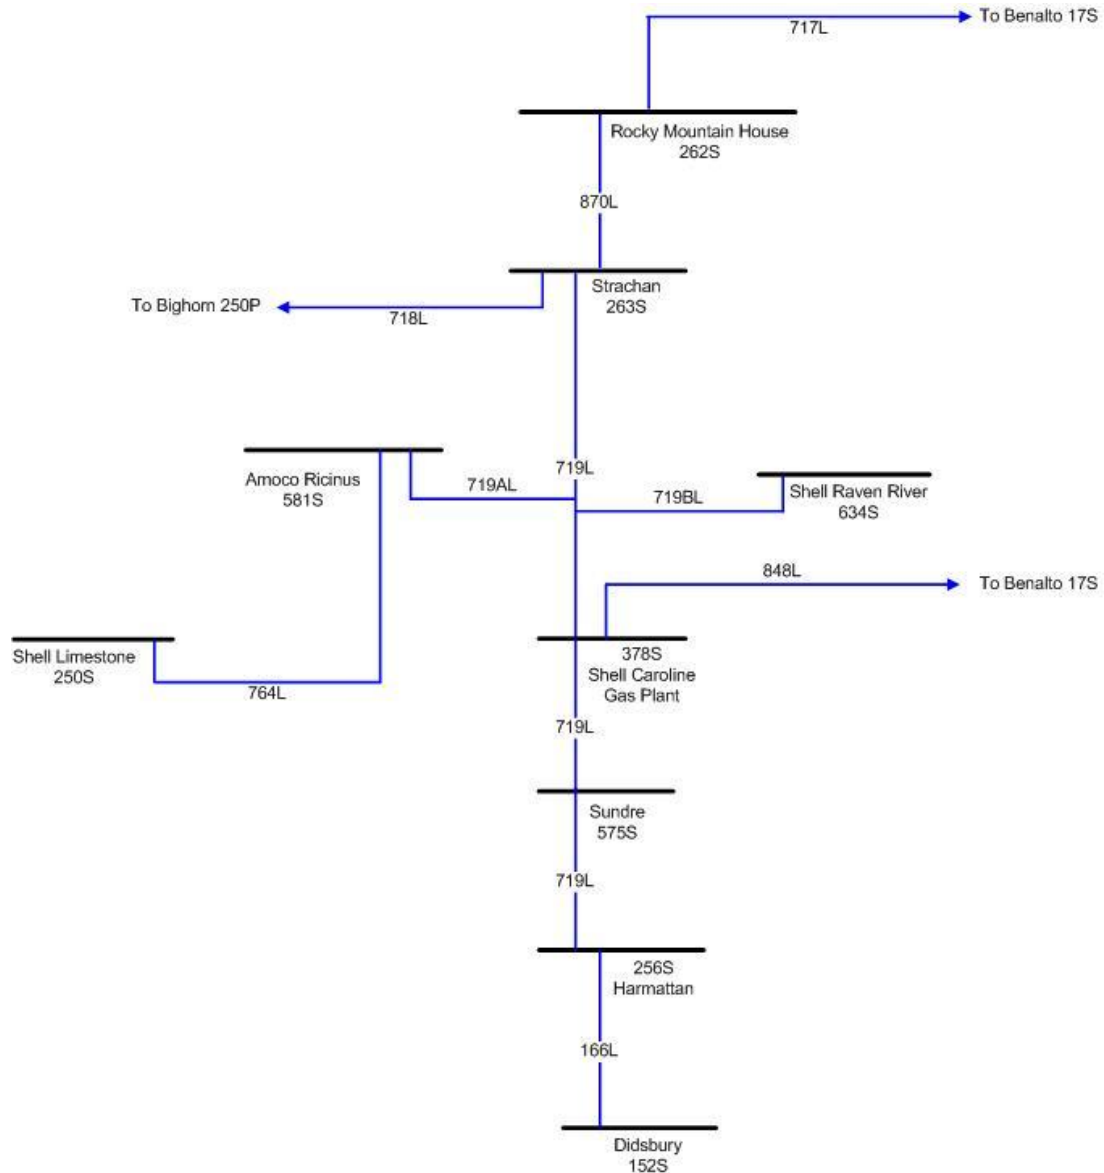 To Benalto 17S
717L
Rocky Mountain House
262S
870L
Strachan
263S
To Bighorn 250P
718L
719L
Amoco Ricinus
581S
719AL
719BL
Shell Raven River
634S
848L
To Benalto 17S
Shell Limestone
250S
764L
378S
Shell Caroline
Gas Plant
719L
Sundre
575S
719L
256S
Harmattan
166L
Didsbury
152S